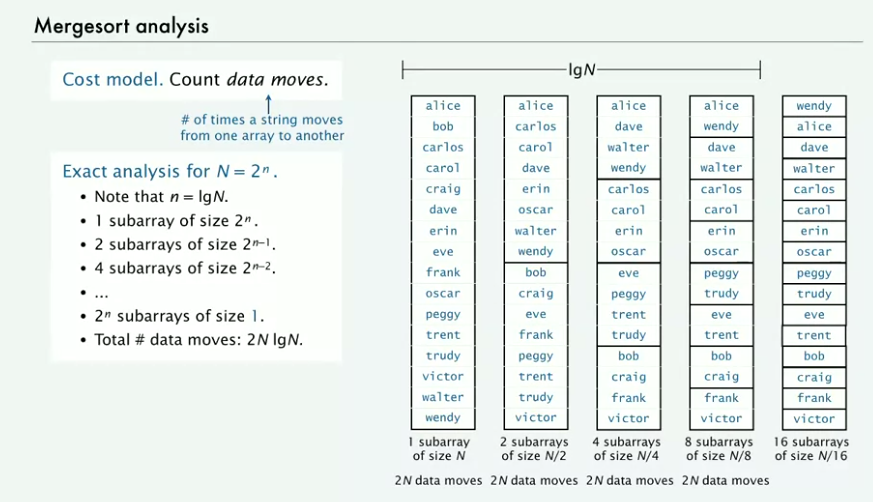 Mergesort analysis
Cost model. Count data moves.
# of times a string moves
from one array to another
Exact analysis for N = 2ⁿ.
• Note that n = lgN.
• 1 subarray of size 2ⁿ.
• 2 subarrays of size 2ⁿ⁻¹.
• 4 subarrays of size 2ⁿ⁻².
• ...
• 2ⁿ subarrays of size 1.
• Total # data moves: 2N lgN.
lgN
alice alice alice alice wendy
bob carlos dave wendy alice
carlos carol walter dave dave
carol dave wendy walter walter
craig erin carlos carlos carlos
dave oscar carol carol carol
erin walter erin erin erin
eve wendy oscar oscar oscar
frank bob eve peggy peggy
oscar craig peggy trudy trudy
peggy eve trent eve eve
trent frank trudy trent trent
trudy peggy bob bob bob
victor trent craig craig craig
walter trudy frank frank frank
wendy victor victor victor victor
1 subarray 2 subarrays 4 subarrays 8 subarrays 16 subarrays
of size N of size N/2 of size N/4 of size N/8 of size N/16
2N data moves 2N data moves 2N data moves 2N data moves